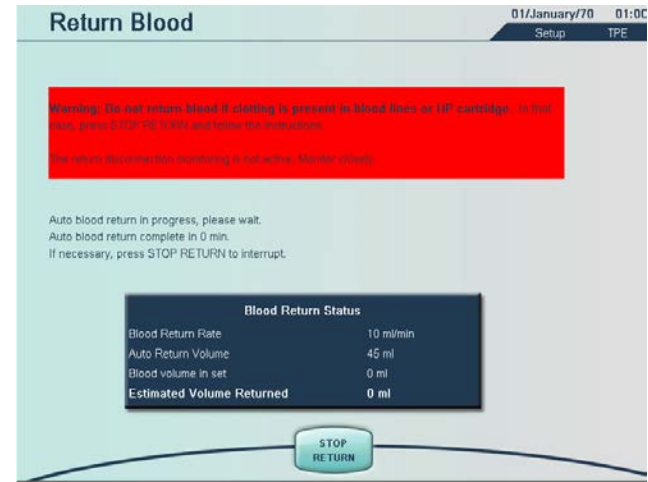 Return Blood
01/January/70 01:00
Setup TPE
Warning: Do not return blood if clotting is present in blood lines or HP cartridge. In that
case, press STOP RETURN and follow the instructions.
The return disconnection monitoring is not active. Monitor closely.
Auto blood return in progress, please wait.
Auto blood return complete in 0 min.
If necessary, press STOP RETURN to interrupt.
Blood Return Status
Blood Return Rate 10 ml/min
Auto Return Volume 45 ml
Blood volume in set 0 ml
Estimated Volume Returned 0 ml
STOP
RETURN